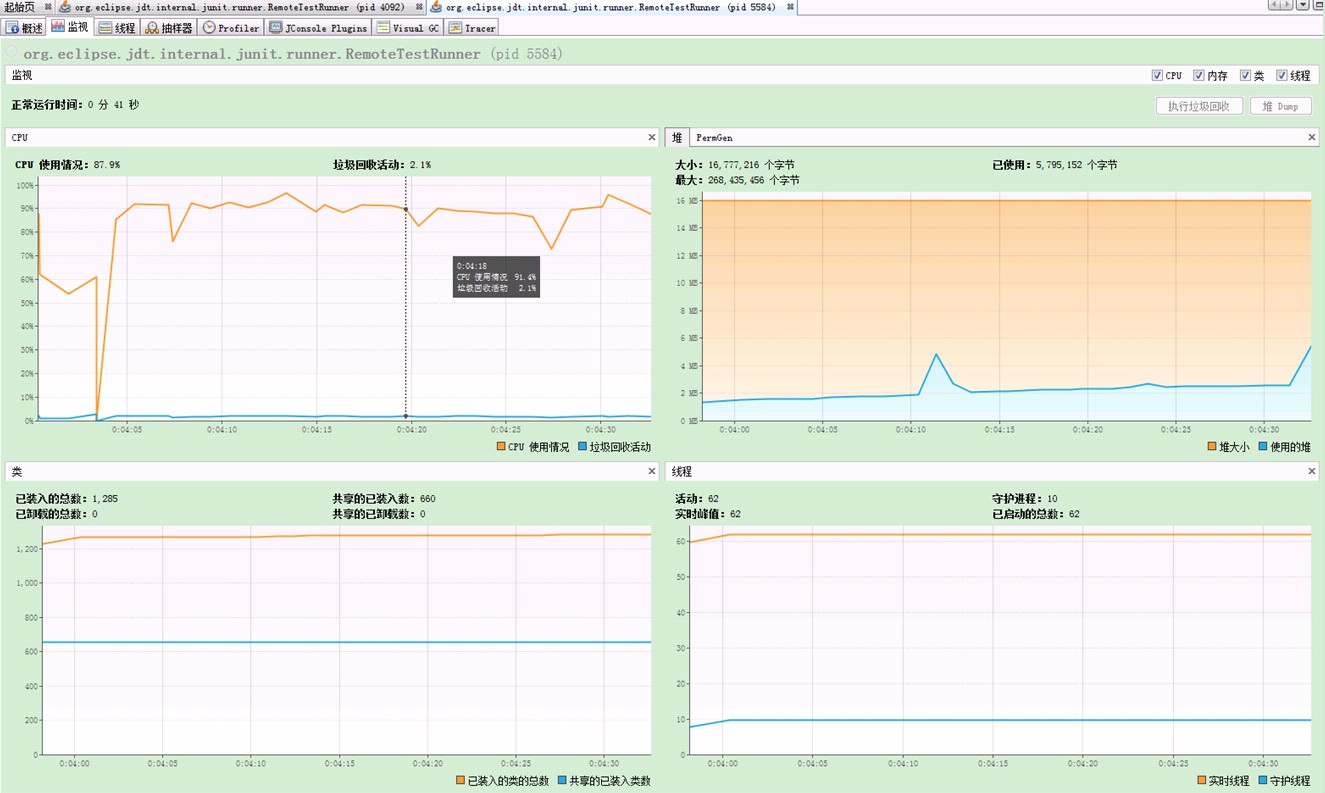 起始页 org.eclipse.jdt.internal.junit.runner.RemoteTestRunner (pid 4092) org.eclipse.jdt.internal.junit.runner.RemoteTestRunner (pid 5584)
概述 监视 线程 抽样器 Profiler JConsole Plugins Visual GC Tracer
org.eclipse.jdt.internal.junit.runner.RemoteTestRunner (pid 5584)
监视 CPU 内存 类 线程
正常运行时间: 0 分 41 秒 执行垃圾回收 堆 Dump
CPU
CPU 使用情况: 87.9% 垃圾回收活动: 2.1%
100%
90%
80%
70%
60%
50%
40%
30%
20%
10%
0%
0:04:18
CPU 使用情况 91.4%
垃圾回收活动 2.1%
0:04:05 0:04:10 0:04:15 0:04:20 0:04:25 0:04:30
CPU 使用情况 垃圾回收活动
堆 PermGen
大小: 16,777,216 个字节 已使用: 5,795,152 个字节
最大: 268,435,456 个字节
16 MB
14 MB
12 MB
10 MB
8 MB
6 MB
4 MB
2 MB
0 MB
0:04:00 0:04:05 0:04:10 0:04:15 0:04:20 0:04:25 0:04:30
堆大小 使用的堆
类
已装入的总数: 1,285 共享的已装入数: 660
已卸载的总数: 0 共享的已卸载数: 0
1,200
1,000
800
600
400
200
0
0:04:00 0:04:05 0:04:10 0:04:15 0:04:20 0:04:25 0:04:30
已装入的类的总数 共享的已装入类数
线程
活动: 62 守护进程: 10
实时峰值: 62 已启动的总数: 62
60
50
40
30
20
10
0
0:04:00 0:04:05 0:04:10 0:04:15 0:04:20 0:04:25 0:04:30
实时线程 守护线程